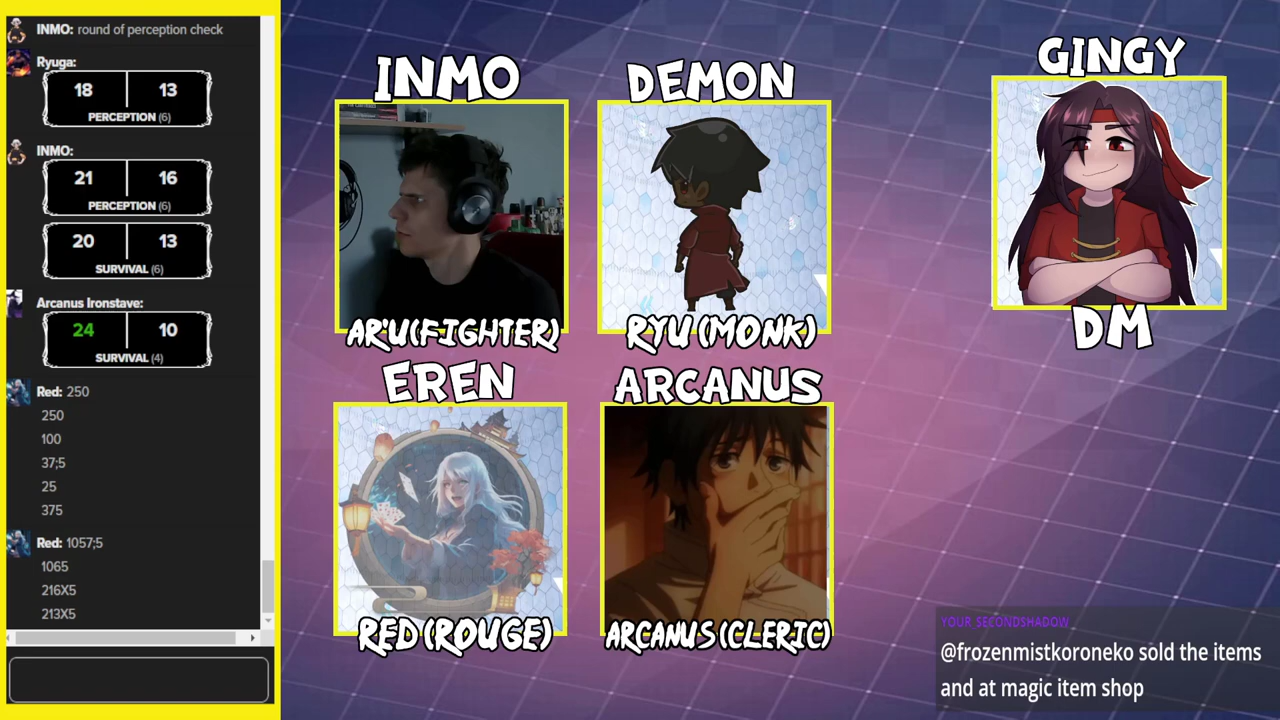 INMO: round of perception check
Ryuga:
18 13
PERCEPTION (6)
INMO:
21 16
PERCEPTION (6)
20 13
SURVIVAL (6)
Arcanus Ironstave:
24 10
SURVIVAL (4)
Red: 250
250
100
37;5
25
375
Red: 1057;5
1065
216X5
213X5
INMO
AR'U(FIGHTER)
DEMON
RYU(MONK)
EREN
RED(ROUGE)
ARCANUS
ARCANUS(CLERIC)
GINGY
DM
YOUR SECONDSHADOW
@frozenmistkoroneko sold the items
and at magic item shop